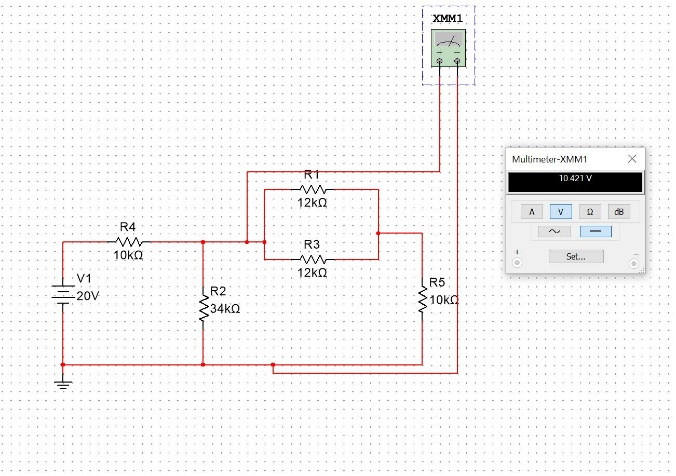 XMM1
Multimeter-XMM1
10.421 V
A V Ω dB
Set...
+ −
R1
12kΩ
R4
10kΩ
R3
12kΩ
V1
20V
R2
34kΩ
R5
10kΩ